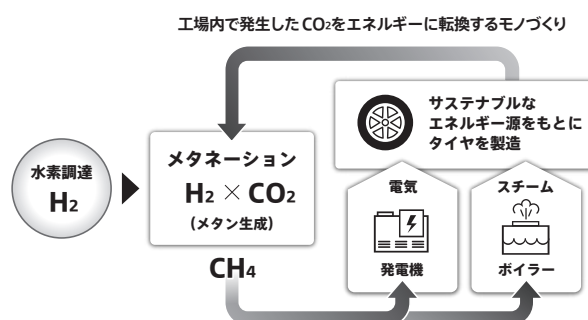 工場内で発生したCO2をエネルギーに転換するモノづくり
水素調達
H2
メタネーション
H2 × CO2
(メタン生成)
CH4
サステナブルな
エネルギー源をもとに
タイヤを製造
電気
発電機
スチーム
ボイラー